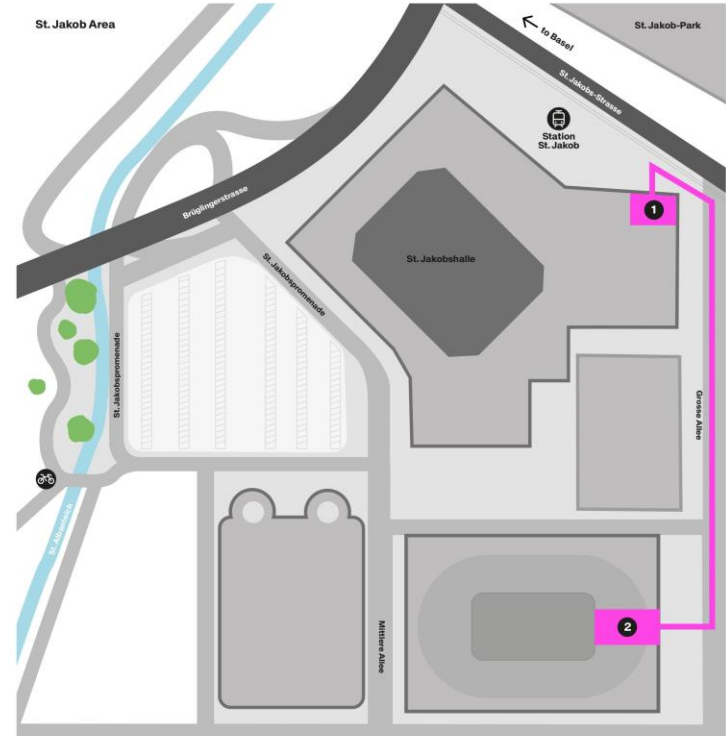 St. Jakob Area
to Basel
St. Jakob-Park
St. Jakobs-Strasse
Station
St. Jakob
1
Brüglingerstrasse
St. Jakobshalle
St. Jakobspromenade
St. Jakobspromenade
Grosse Allee
St. Albanteich
Mittlere Allee
2